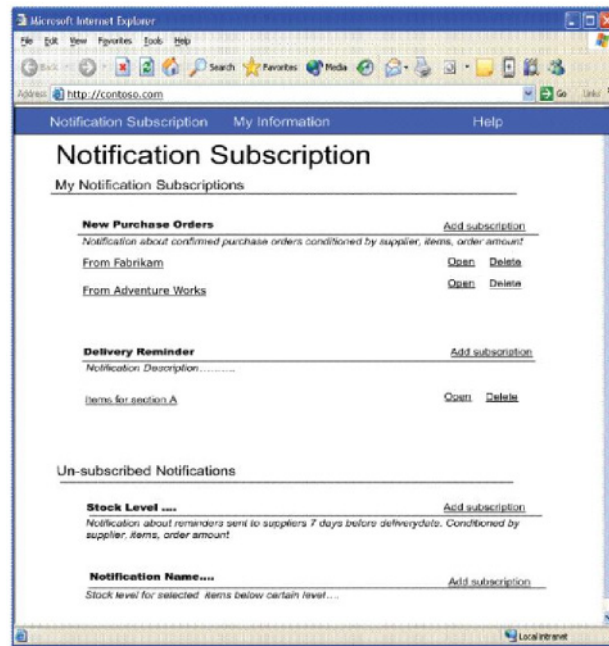 Microsoft Internet Explorer
File Edit View Favorites Tools Help
Back Search Favorites Media
Address http://contoso.com Go Links
Notification Subscription My Information Help
Notification Subscription
My Notification Subscriptions
New Purchase Orders Add subscription
Notification about confirmed purchase orders conditioned by supplier, items, order amount
From Fabrikam Open Delete
From Adventure Works Open Delete
Delivery Reminder Add subscription
Notification Description..........
Items for section A Open Delete
Un-subscribed Notifications
Stock Level .... Add subscription
Notification about reminders sent to suppliers 7 days before deliverydate. Conditioned by
supplier, items, order amount
Notification Name.... Add subscription
Stock level for selected items below certain level....
Local intranet